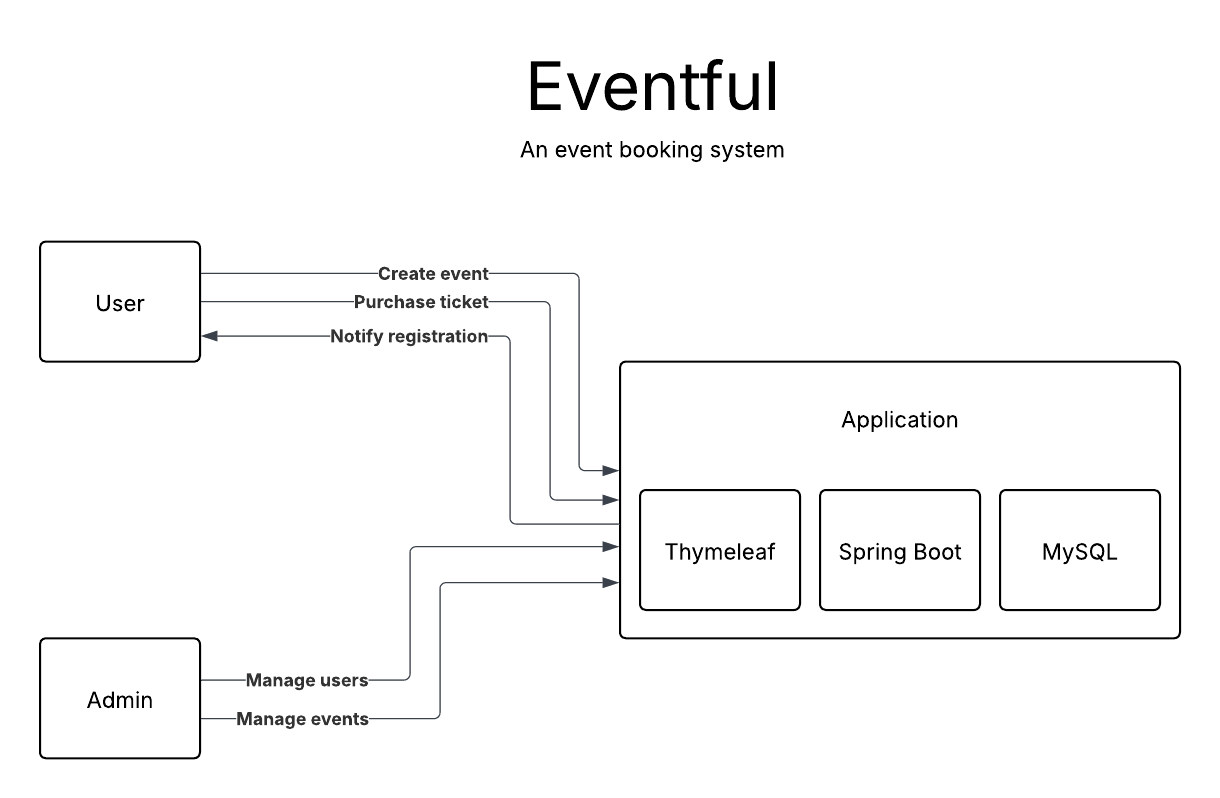 Eventful
An event booking system
User
Create event
Purchase ticket
Notify registration
Application
Thymeleaf
Spring Boot
MySQL
Admin
Manage users
Manage events